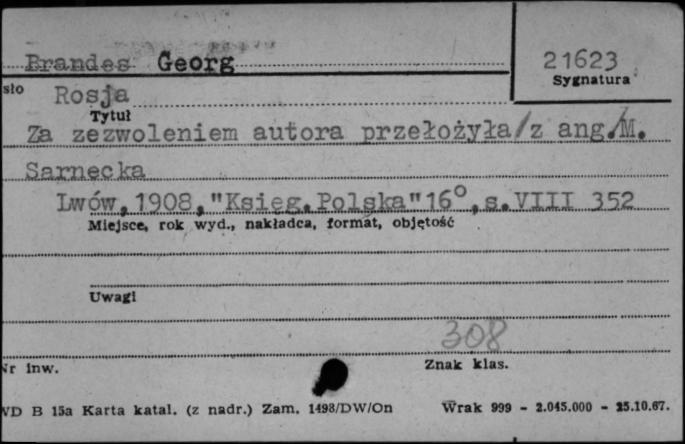 Brandes Georg 21623
Sygnatura
sło Rosja
Tytuł
Za zezwoleniem autora przełożyła/z ang./M.
Sarnecka
Lwów, 1908, "Księg. Polska" 16°, s. VIII 352
Miejsce, rok wyd., nakładca, format, objętość
Uwagi
308
Nr inw. Znak klas.
WD B 15a Karta katal. (z nadr.) Zam. 1498/DW/On Wrak 999 - 2.045.000 - 25.10.67.